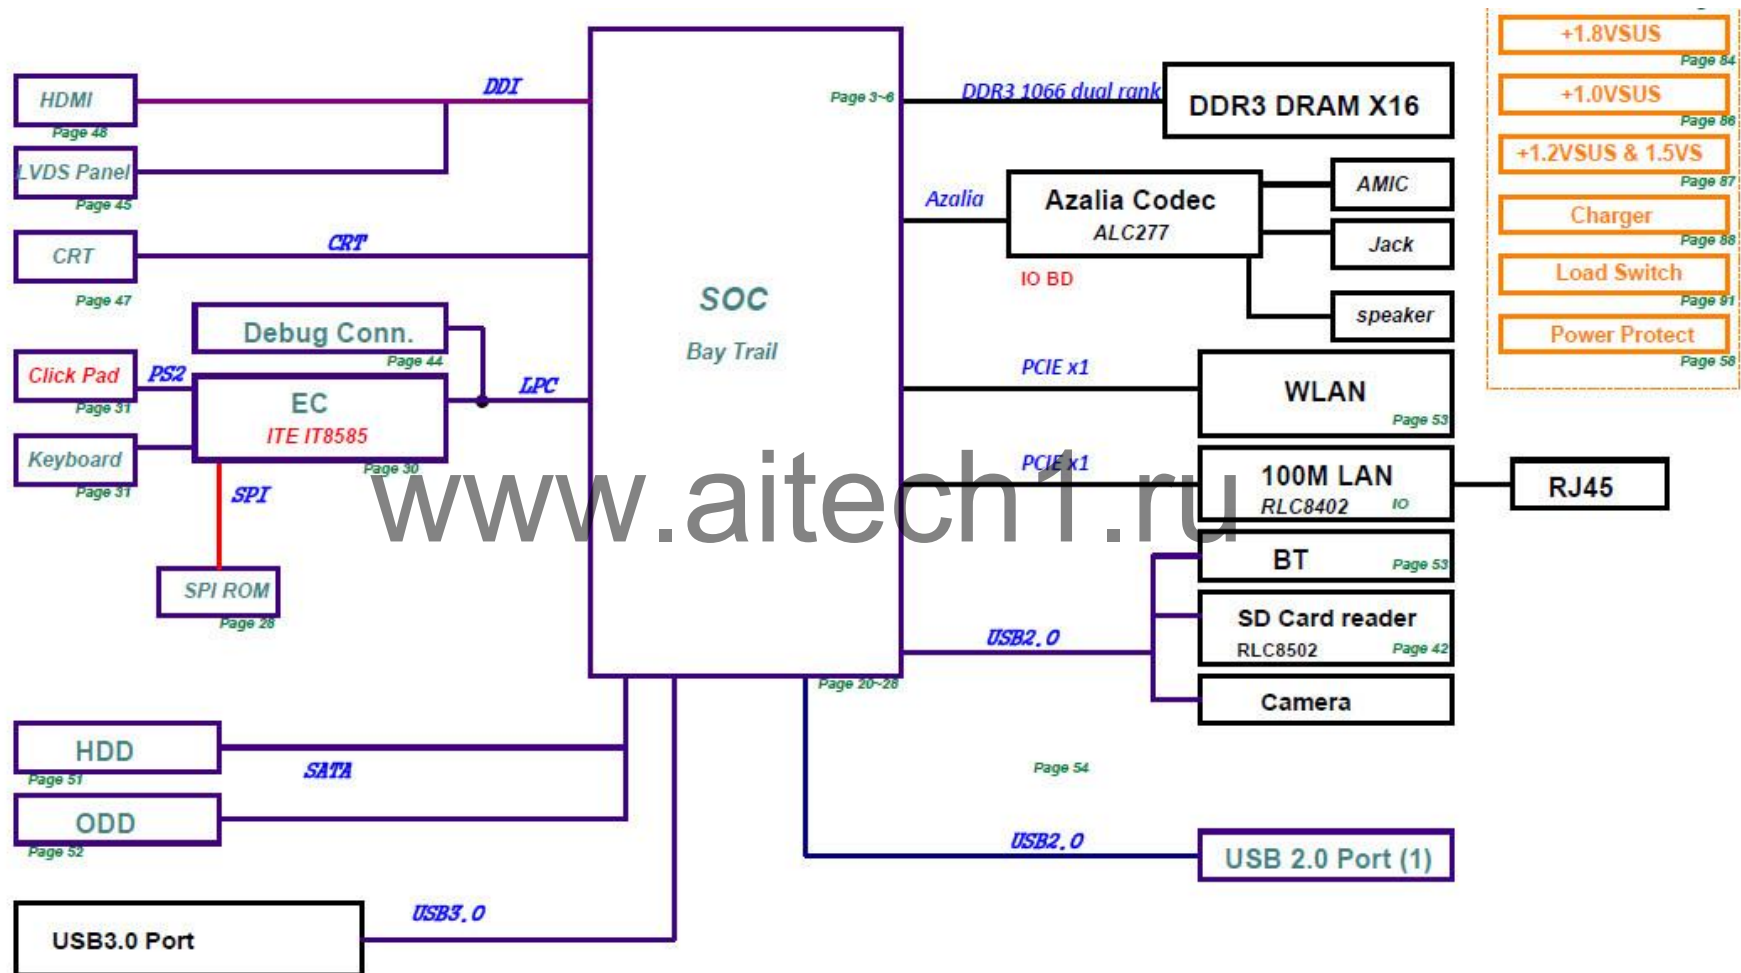 +1.8VSUS
Page 84
HDMI
DDI
Page 3~6
DDR3 1066 dual rank
DDR3 DRAM X16
+1.0VSUS
Page 86
Page 48
LVDS Panel
Page 45
+1.2VSUS & 1.5VS
Page 87
Azalia
Azalia Codec
ALC277
AMIC
Charger
Page 88
CRT
CRT
Page 47
Jack
IO BD
Load Switch
Page 91
SOC
Bay Trail
speaker
Debug Conn.
Page 44
Power Protect
Page 58
Click Pad
PS2
Page 31
EC
ITE IT8585
Page 30
LPC
PCIE x1
WLAN
Page 53
Keyboard
Page 31
SPI
PCIE x1
100M LAN
RLC8402
IO
RJ45
www.aitech1.ru
BT
Page 53
SPI ROM
Page 28
SD Card reader
RLC8502
Page 42
USB2.0
Camera
Page 20~28
HDD
Page 51
SATA
Page 54
ODD
Page 52
USB2.0
USB 2.0 Port (1)
USB3.0 Port
USB3.0